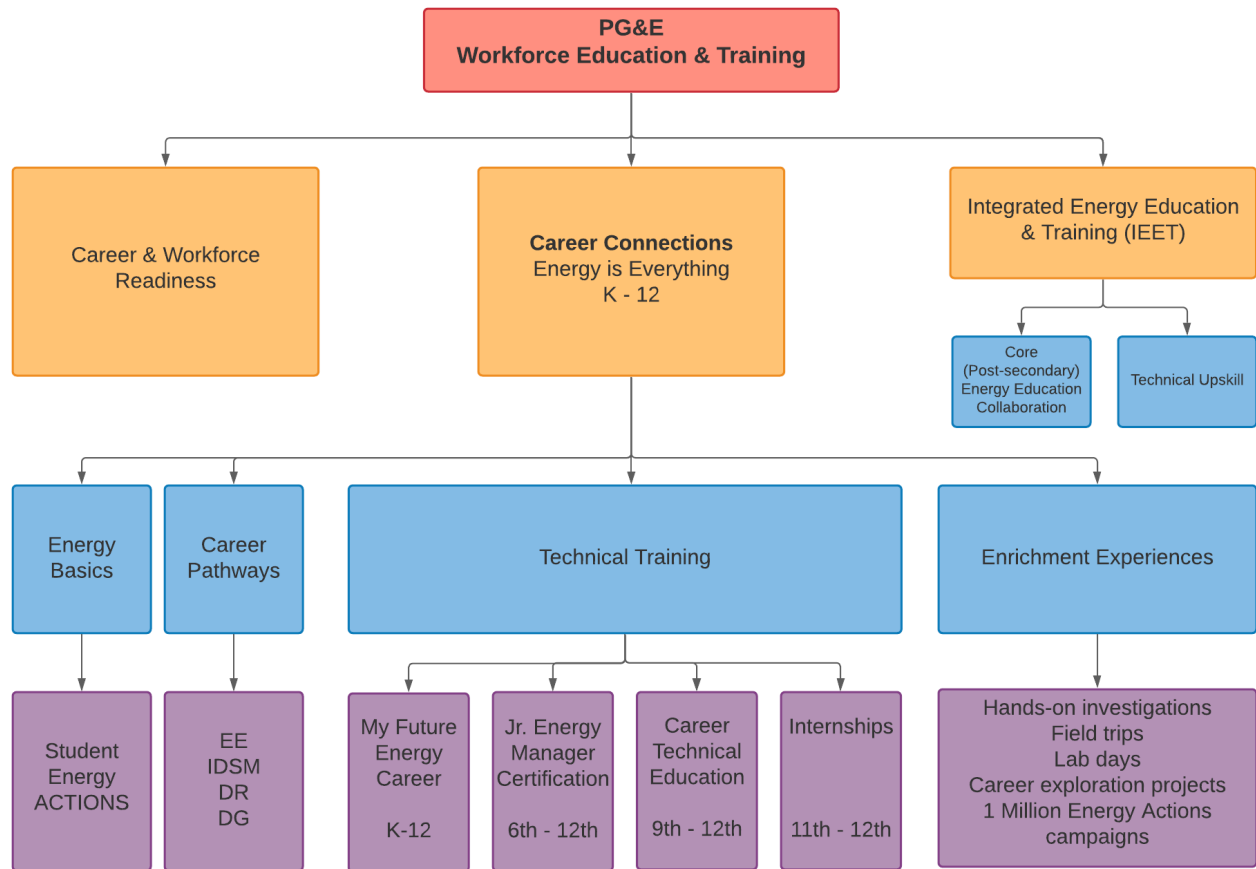 PG&E
Workforce Education & Training
Career & Workforce
Readiness
Career Connections
Energy is Everything
K - 12
Integrated Energy Education
& Training (IEET)
Core
(Post-secondary)
Energy Education
Collaboration
Technical Upskill
Energy
Basics
Career
Pathways
Technical Training
Enrichment Experiences
Student
Energy
ACTIONS
EE
IDSM
DR
DG
My Future
Energy
Career
K-12
Jr. Energy
Manager
Certification
6th - 12th
Career
Technical
Education
9th - 12th
Internships
11th - 12th
Hands-on investigations
Field trips
Lab days
Career exploration projects
1 Million Energy Actions
campaigns